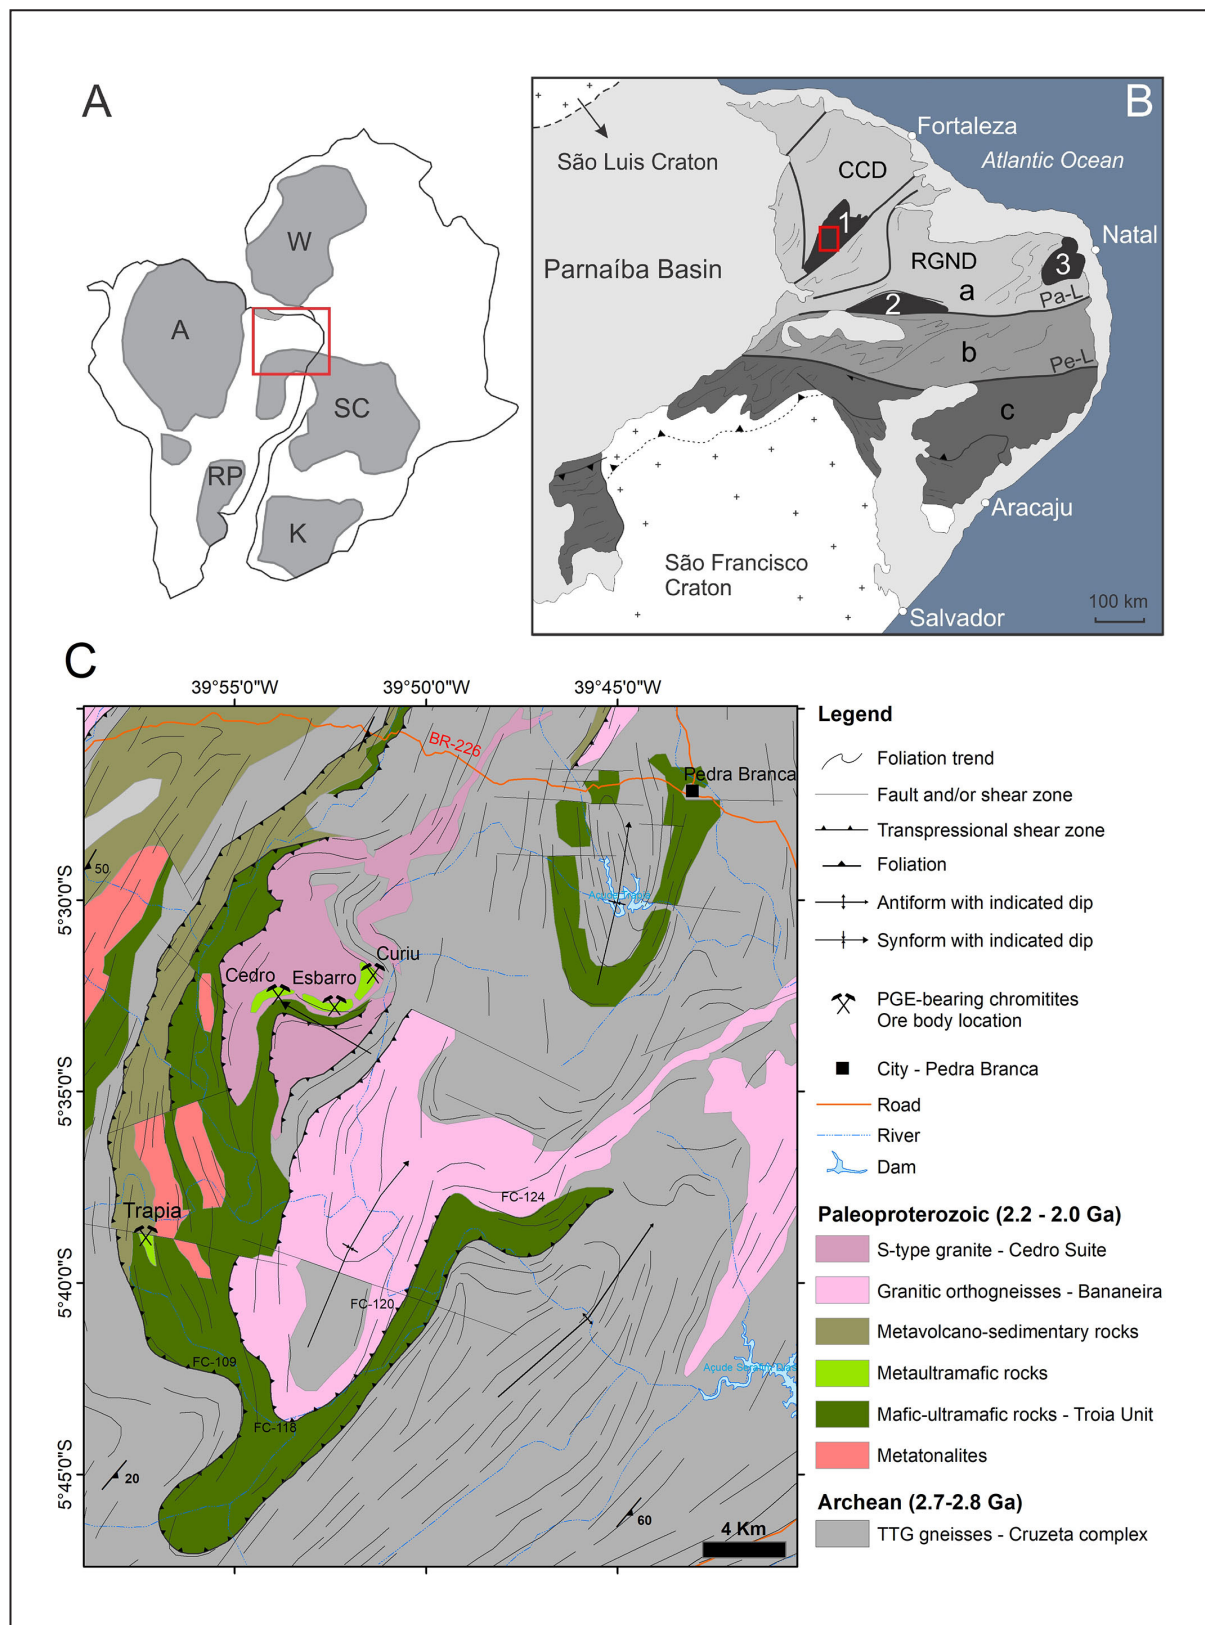 A
W
A
SC
RP
K
B
Fortaleza
Atlantic Ocean
São Luis Craton
CCD
1
Natal
Parnaíba Basin
RGND
3
a
Pa-L
2
b
Pe-L
c
Aracaju
São Francisco
Craton
100 km
Salvador
C
39°55'0"W
39°50'0"W
39°45'0"W
BR-226
Pedra Branca
50
5°30'0"S
Curiu
Cedro
Esbarro
5°35'0"S
FC-124
Trapia
5°40'0"S
FC-120
FC-109
FC-118
5°45'0"S
20
60
4 Km
Legend
Foliation trend
Fault and/or shear zone
Transpressional shear zone
Foliation
Antiform with indicated dip
Synform with indicated dip
PGE-bearing chromitites
Ore body location
City - Pedra Branca
Road
River
Dam
Paleoproterozoic (2.2 - 2.0 Ga)
S-type granite - Cedro Suite
Granitic orthogneisses - Bananeira
Metavolcano-sedimentary rocks
Metaultramafic rocks
Mafic-ultramafic rocks - Troia Unit
Metatonalites
Archean (2.7-2.8 Ga)
TTG gneisses - Cruzeta complex